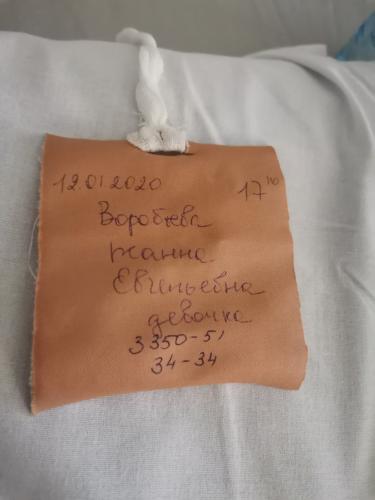 12.01.2020 17¹⁰
Воробьева
Жанна
Евгеньевна
девочка
3350-51
34-34